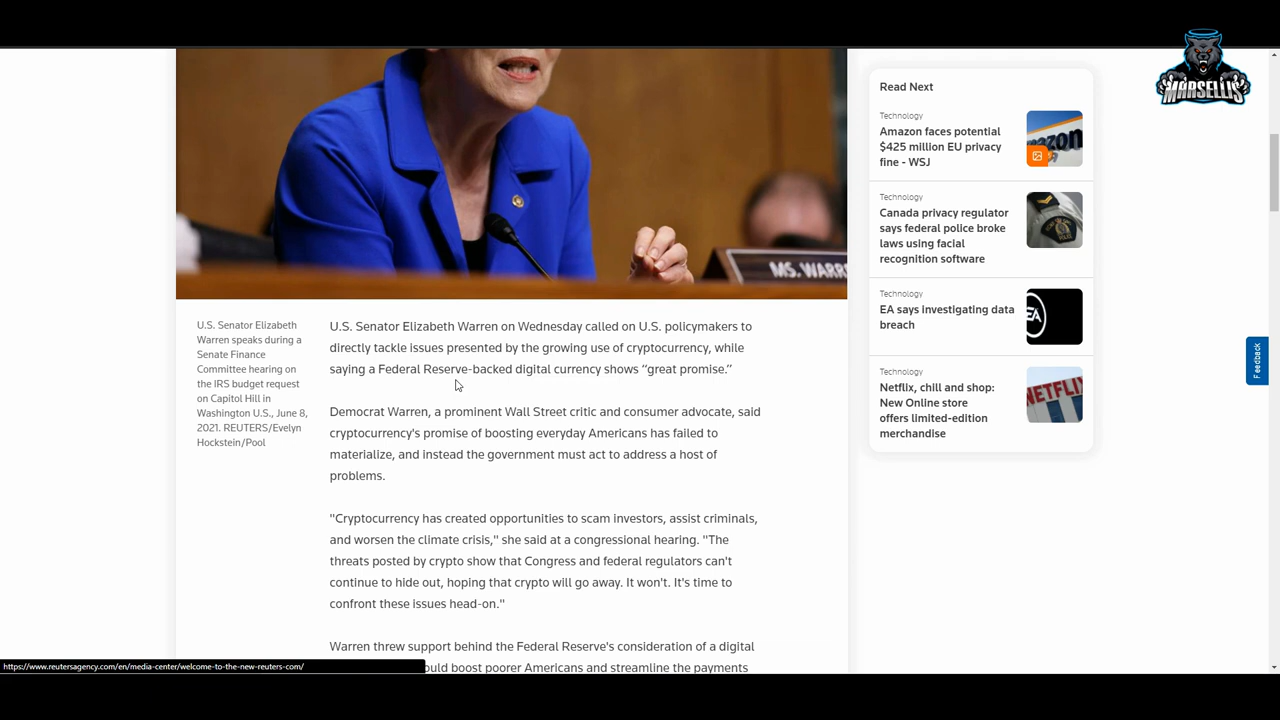 MARSELLIS
MS. WARR
U.S. Senator Elizabeth
Warren speaks during a
Senate Finance
Committee hearing on
the IRS budget request
on Capitol Hill in
Washington U.S., June 8,
2021. REUTERS/Evelyn
Hockstein/Pool
U.S. Senator Elizabeth Warren on Wednesday called on U.S. policymakers to
directly tackle issues presented by the growing use of cryptocurrency, while
saying a Federal Reserve-backed digital currency shows “great promise.”
Democrat Warren, a prominent Wall Street critic and consumer advocate, said
cryptocurrency's promise of boosting everyday Americans has failed to
materialize, and instead the government must act to address a host of
problems.
"Cryptocurrency has created opportunities to scam investors, assist criminals,
and worsen the climate crisis," she said at a congressional hearing. "The
threats posted by crypto show that Congress and federal regulators can't
continue to hide out, hoping that crypto will go away. It won't. It's time to
confront these issues head-on."
Warren threw support behind the Federal Reserve's consideration of a digital
ould boost poorer Americans and streamline the payments
Read Next
Technology
Amazon faces potential
$425 million EU privacy
fine - WSJ
azon
Technology
Canada privacy regulator
says federal police broke
laws using facial
recognition software
Technology
EA says investigating data
breach
EA
Technology
Netflix, chill and shop:
New Online store
offers limited-edition
merchandise
NETFLIX
Feedback
https://www.reutersagency.com/en/media-center/welcome-to-the-new-reuters-com/